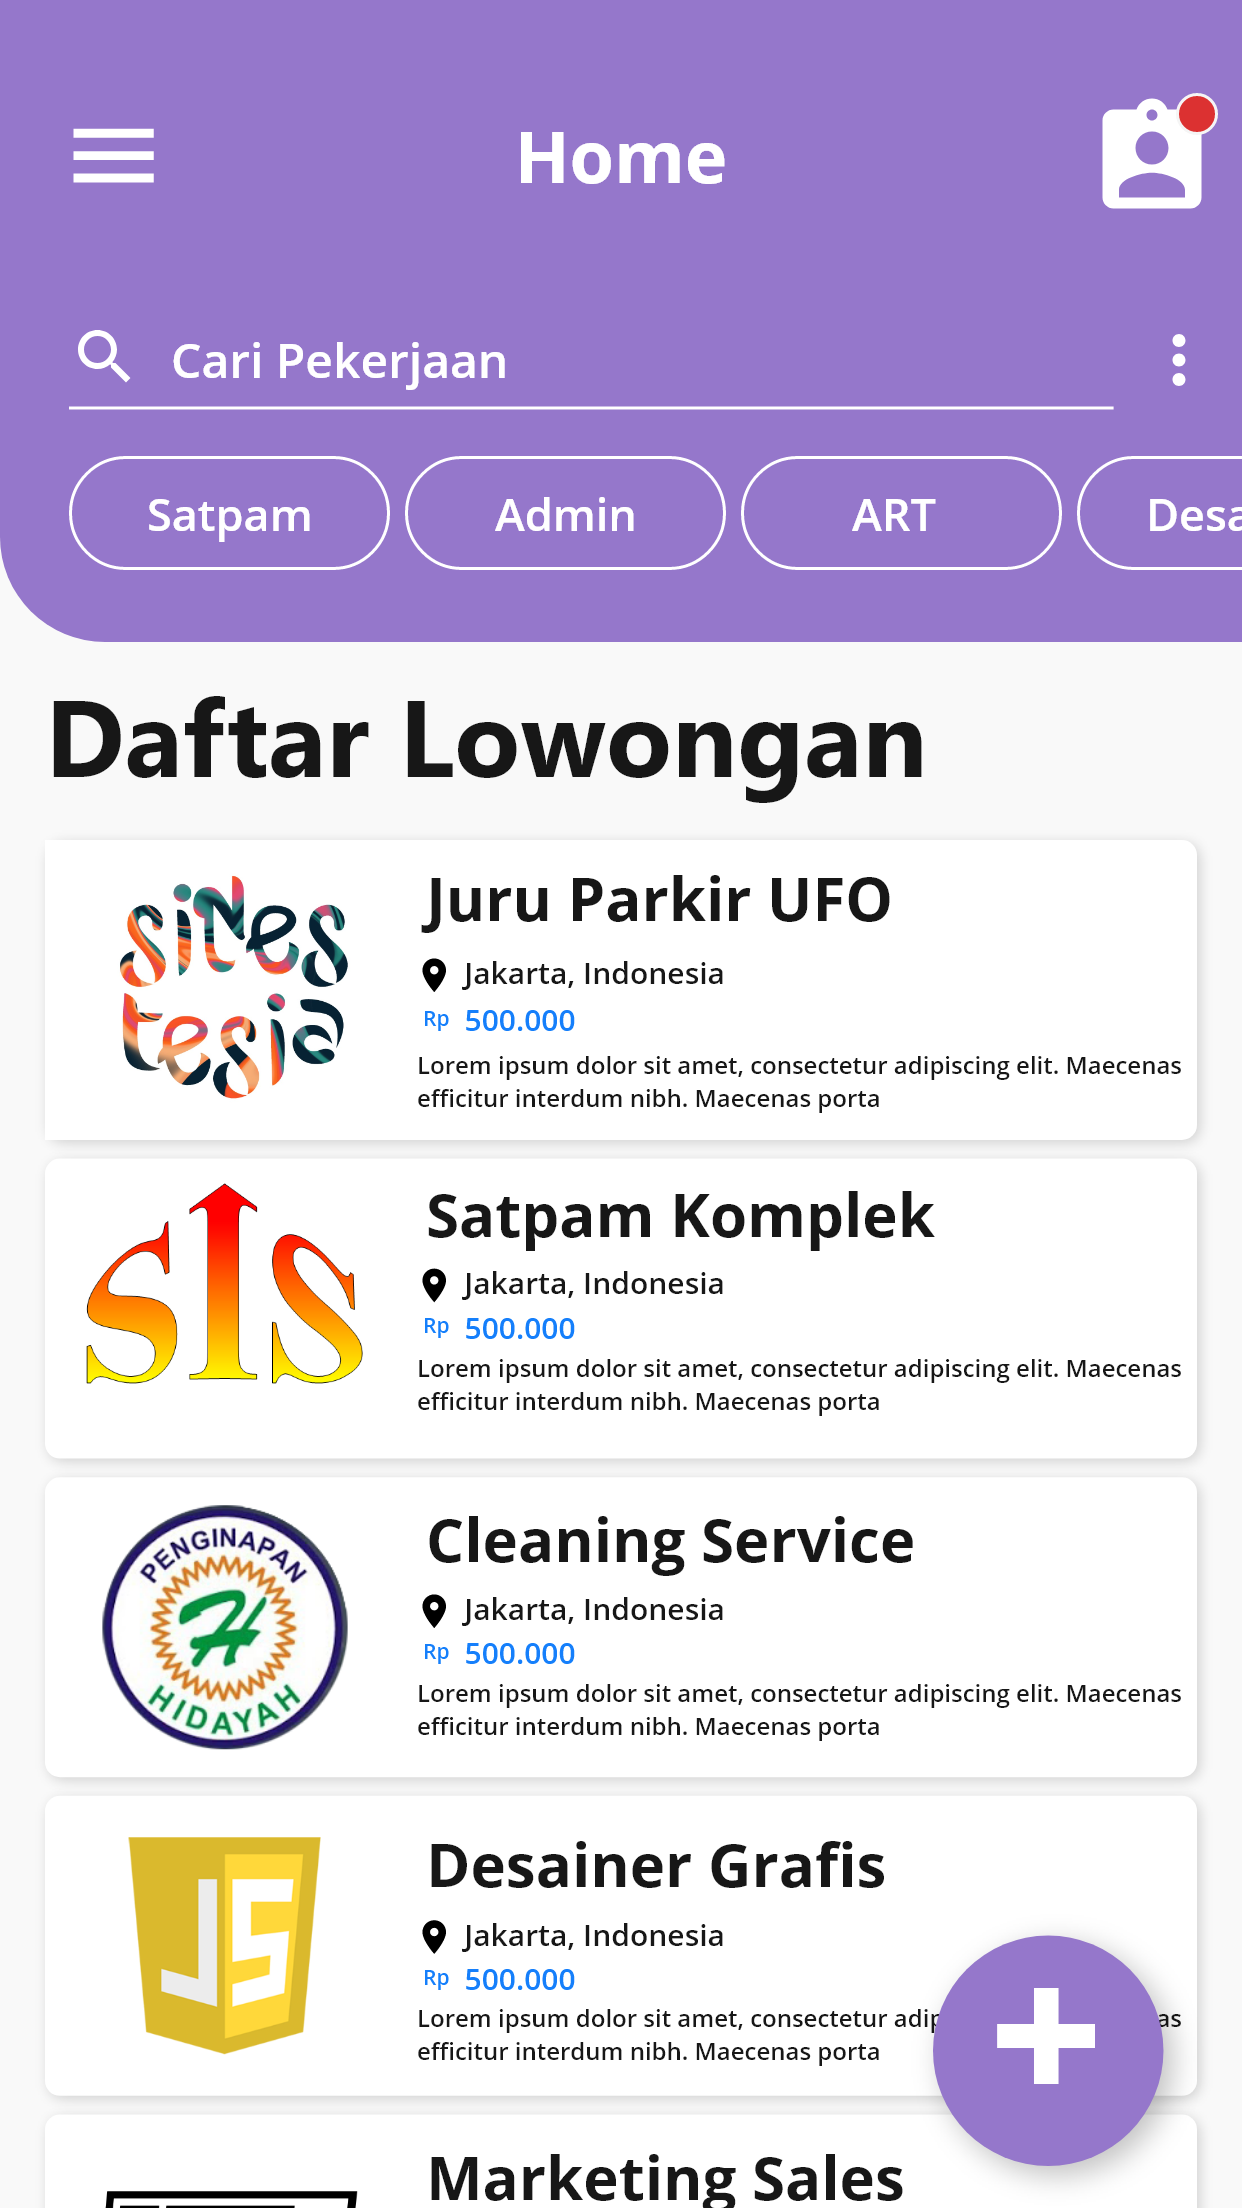 Home
Cari Pekerjaan
Satpam
Admin
ART
Desa
Daftar Lowongan
sines
tesia
Juru Parkir UFO
Jakarta, Indonesia
Rp 500.000
Lorem ipsum dolor sit amet, consectetur adipiscing elit. Maecenas
efficitur interdum nibh. Maecenas porta
SIS
Satpam Komplek
Jakarta, Indonesia
Rp 500.000
Lorem ipsum dolor sit amet, consectetur adipiscing elit. Maecenas
efficitur interdum nibh. Maecenas porta
PENGINAPAN
H
HIDAYAH
Cleaning Service
Jakarta, Indonesia
Rp 500.000
Lorem ipsum dolor sit amet, consectetur adipiscing elit. Maecenas
efficitur interdum nibh. Maecenas porta
JS
Desainer Grafis
Jakarta, Indonesia
Rp 500.000
Lorem ipsum dolor sit amet, consectetur adip as
efficitur interdum nibh. Maecenas porta
Marketing Sales